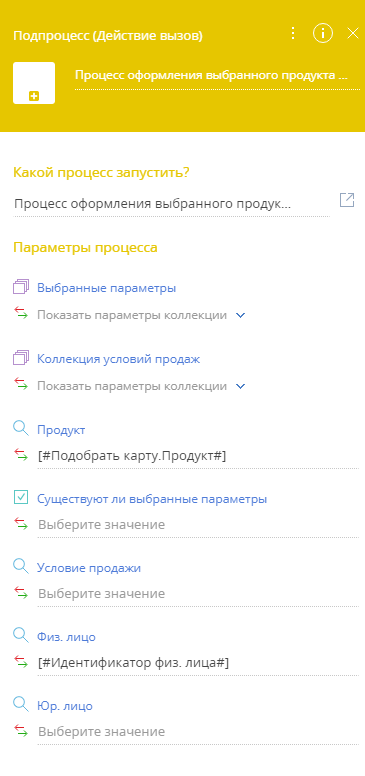 Подпроцесс (Действие вызов)
Процесс оформления выбранного продукта ...
Какой процесс запустить?
Процесс оформления выбранного продук...
Параметры процесса
Выбранные параметры
Показать параметры коллекции
Коллекция условий продаж
Показать параметры коллекции
Продукт
[#Подобрать карту.Продукт#]
Существуют ли выбранные параметры
Выберите значение
Условие продажи
Выберите значение
Физ. лицо
[#Идентификатор физ. лица#]
Юр. лицо
Выберите значение